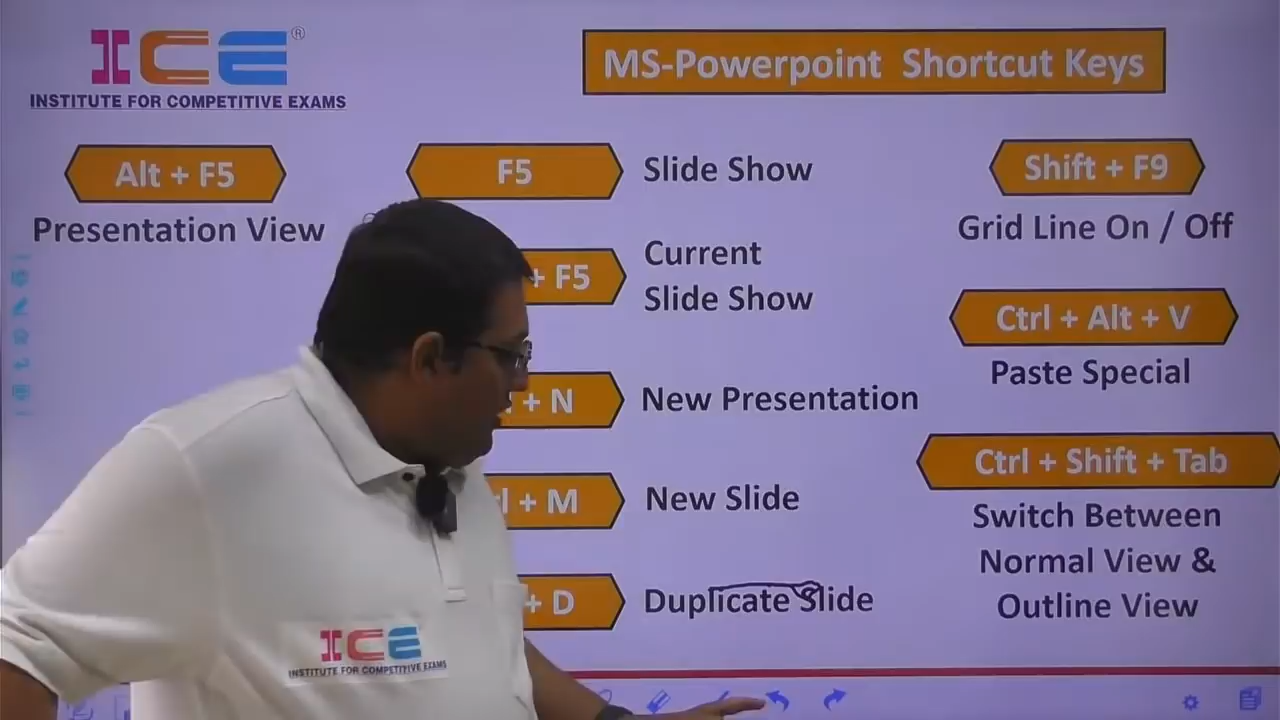 ICE®
INSTITUTE FOR COMPETITIVE EXAMS
MS-Powerpoint Shortcut Keys
Alt + F5
Presentation View
F5
Slide Show
+ F5
Current
Slide Show
+ N
New Presentation
l + M
New Slide
+ D
Duplicate Slide
Shift + F9
Grid Line On / Off
Ctrl + Alt + V
Paste Special
Ctrl + Shift + Tab
Switch Between
Normal View &
Outline View
ICE
INSTITUTE FOR COMPETITIVE EXAMS